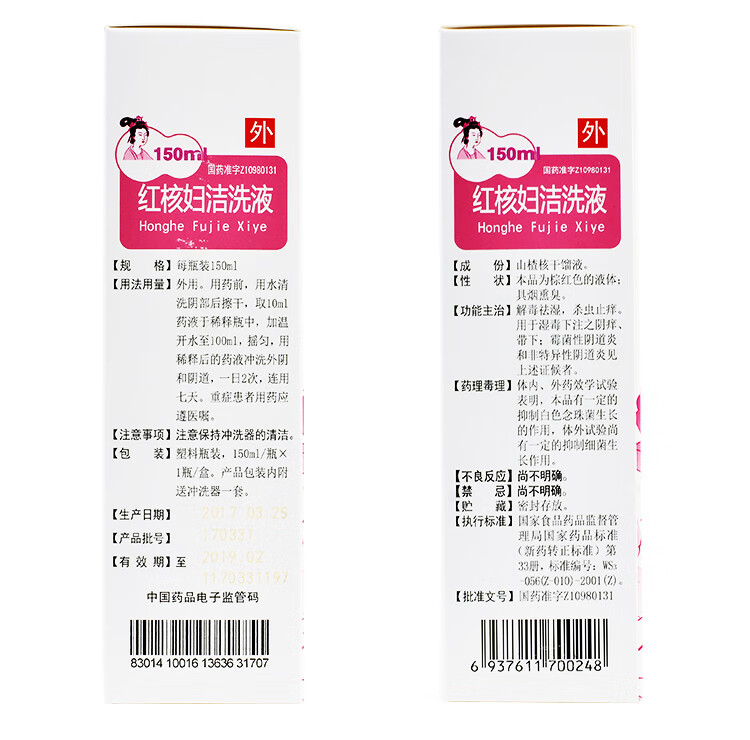 外
150ml
国药准字Z10980131
红核妇洁洗液
Honghe Fujie Xiye
【规 格】每瓶装150ml
【用法用量】外用。用药前,用水清
洗阴部后擦干,取10ml
药液于稀释瓶中,加温
开水至100ml,摇匀,用
稀释后的药液冲洗外阴
和阴道,一日2次,连用
七天。重症患者用药应
遵医嘱。
【注意事项】注意保持冲洗器的清洁。
【包 装】塑料瓶装,150ml/瓶×
1瓶/盒。产品包装内附
送冲洗器一套。
【生产日期】2017.03.25
【产品批号】170331
【有 效 期】至 2019.02
1170331197
中国药品电子监管码
83014 10016 13636 31707
外
150ml
国药准字Z10980131
红核妇洁洗液
Honghe Fujie Xiye
【成 份】山楂核干馏液。
【性 状】本品为棕红色的液体;
具烟熏臭。
【功能主治】解毒祛湿,杀虫止痒。
用于湿毒下注之阴痒、
带下;霉菌性阴道炎
和非特异性阴道炎见
上述证候者。
【药理毒理】体内、外药效学试验
表明,本品有一定的
抑制白色念珠菌生长
的作用,体外试验尚
有一定的抑制细菌生
长作用。
【不良反应】尚不明确。
【禁 忌】尚不明确。
【贮 藏】密封存放。
【执行标准】国家食品药品监督管
理局国家药品标准
(新药转正标准)第
33册,标准编号:WS₃
-056(Z-010)-2001(Z)。
【批准文号】国药准字Z10980131
6 937611 700248